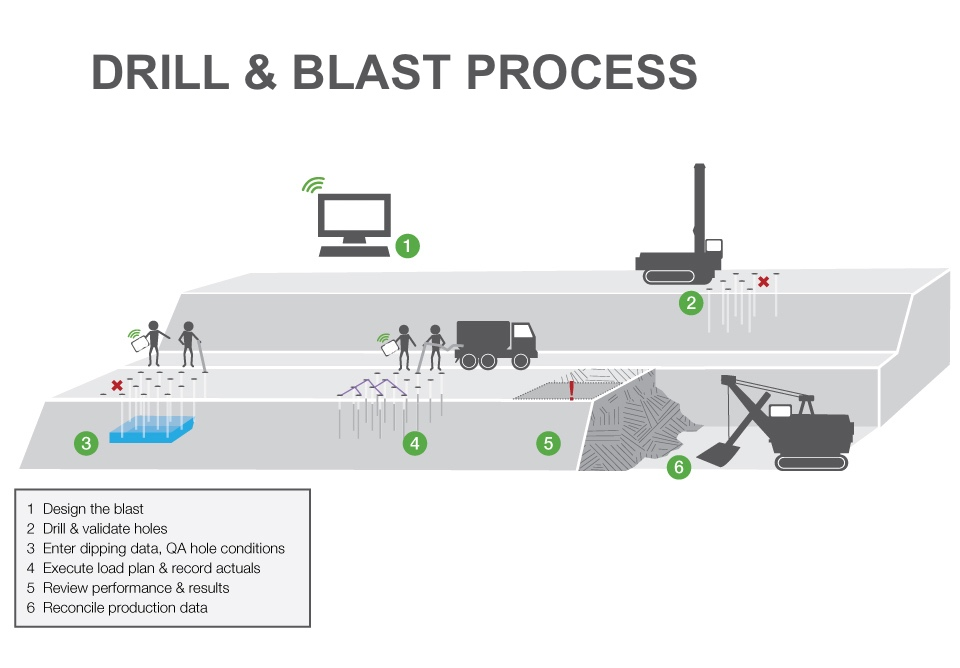 DRILL & BLAST PROCESS
1
2
3
4
!
5
6
1 Design the blast
2 Drill & validate holes
3 Enter dipping data, QA hole conditions
4 Execute load plan & record actuals
5 Review performance & results
6 Reconcile production data